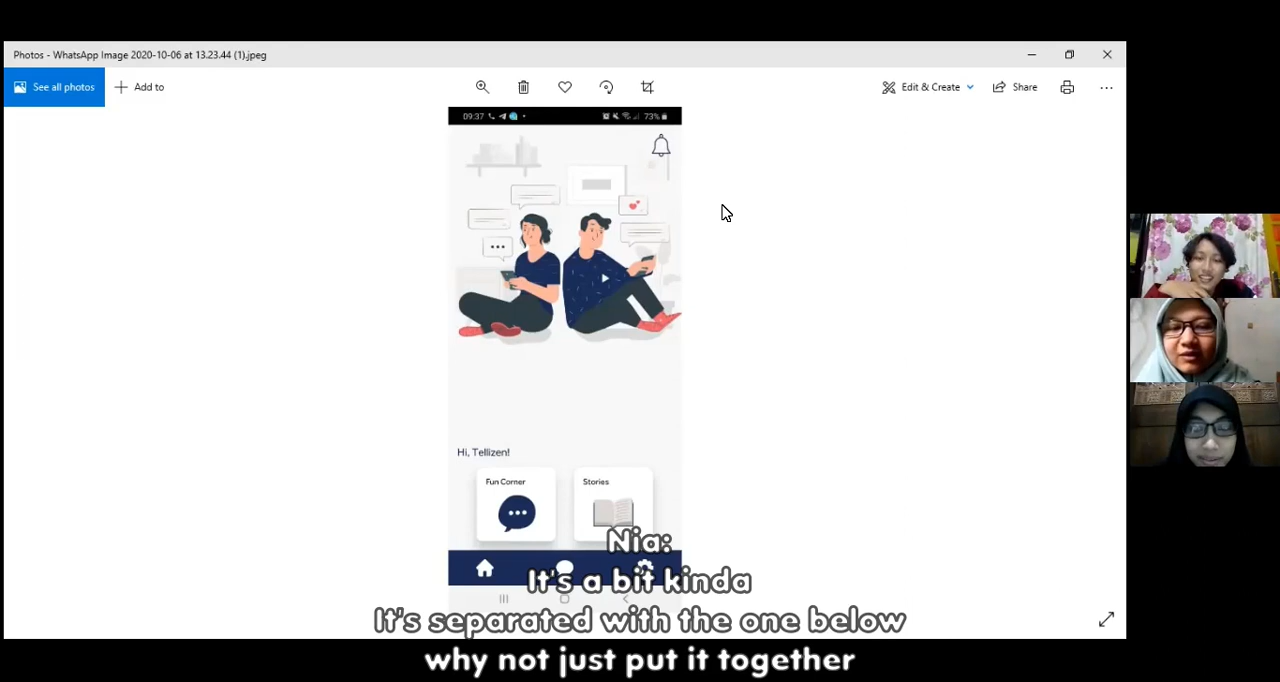 Photos - WhatsApp Image 2020-10-06 at 13.23.44 (1).jpeg
See all photos
Add to
Edit & Create
Share
09:37
73%
Hi, Tellizen!
Fun Corner
Stories
Nia:
It's a bit kinda
It's separated with the one below
why not just put it together